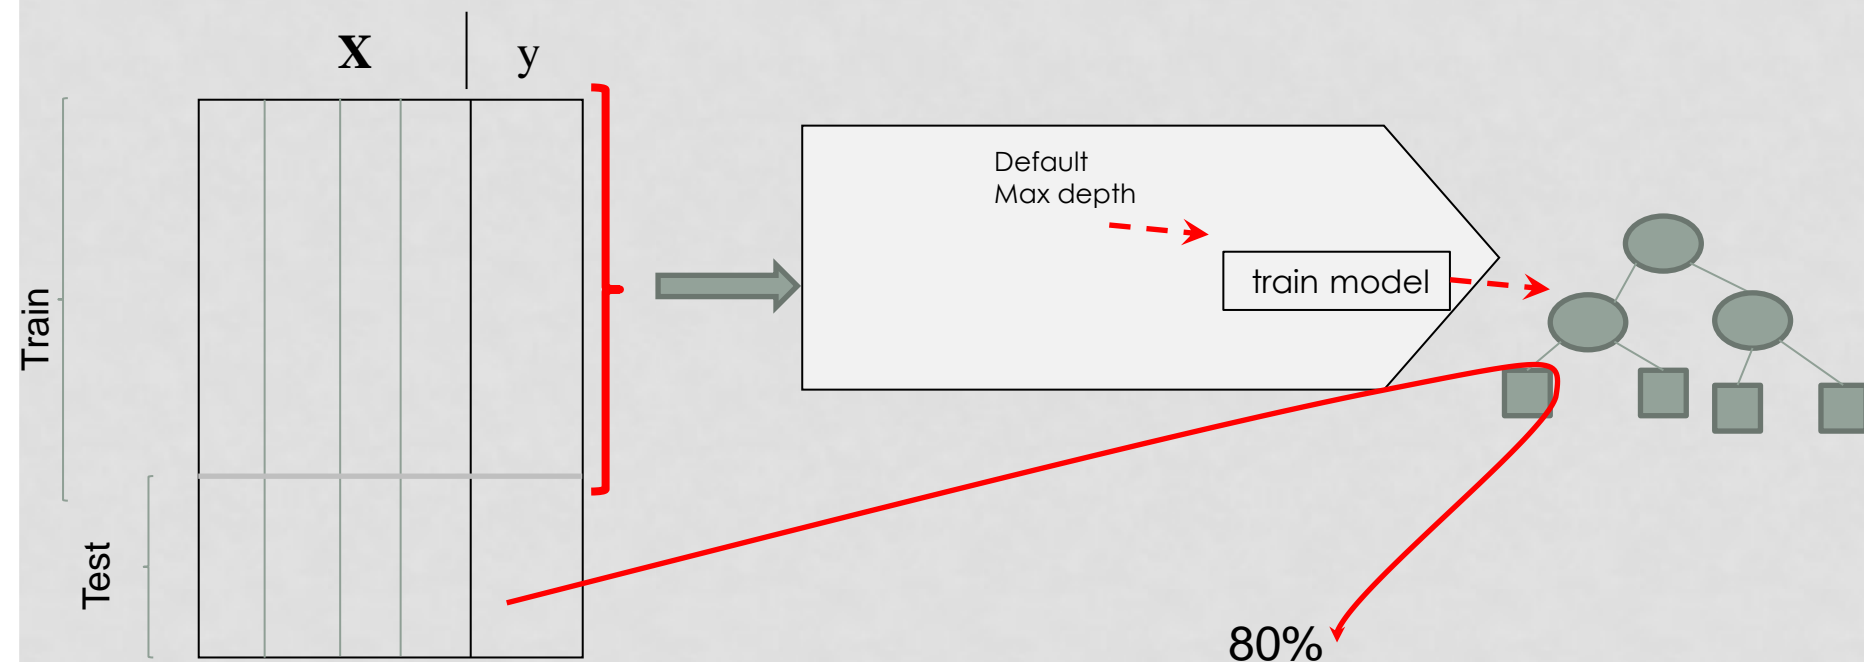 X y
Default
Max depth
train model
Train
Test
80%